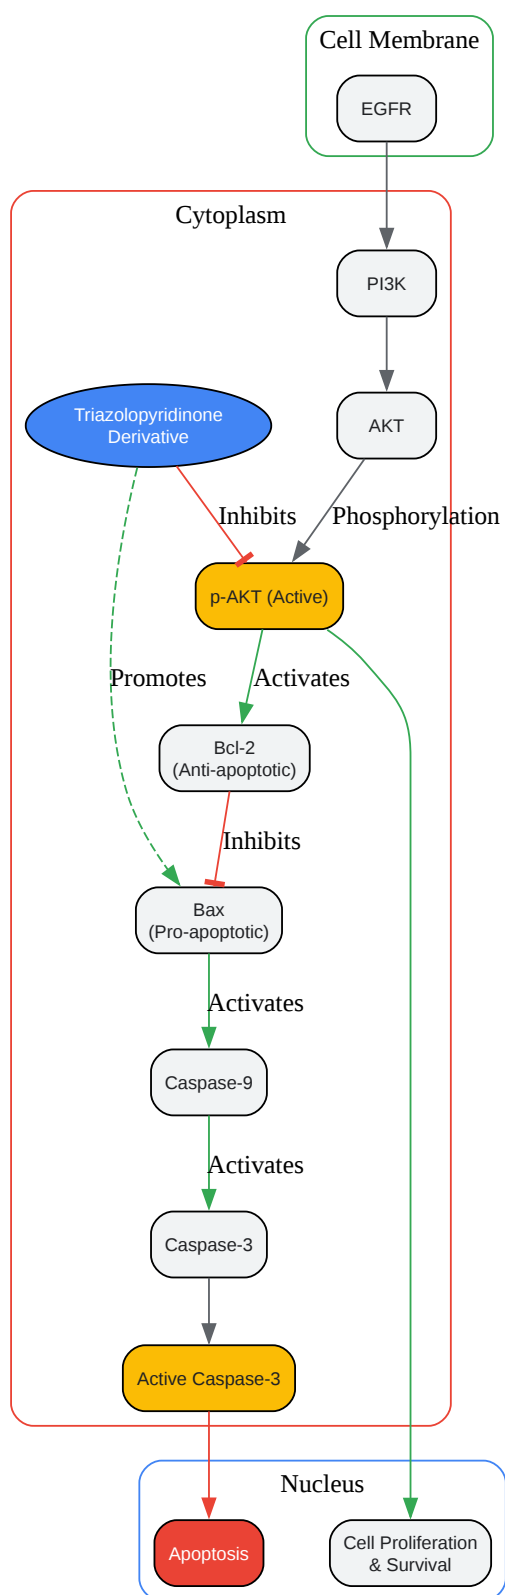 Cell Membrane
EGFR
Cytoplasm
PI3K
Triazolopyridinone
Derivative
AKT
Inhibits
Phosphorylation
p-AKT (Active)
Promotes
Activates
Bcl-2
(Anti-apoptotic)
Inhibits
Bax
(Pro-apoptotic)
Activates
Caspase-9
Activates
Caspase-3
Active Caspase-3
Nucleus
Apoptosis
Cell Proliferation
& Survival